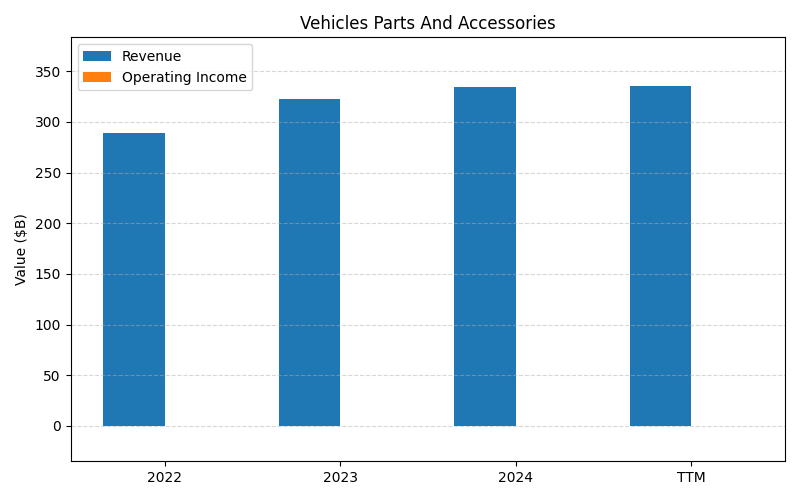 Vehicles Parts And Accessories
Revenue
Operating Income
Value ($B)
350
300
250
200
150
100
50
0
2022 2023 2024 TTM